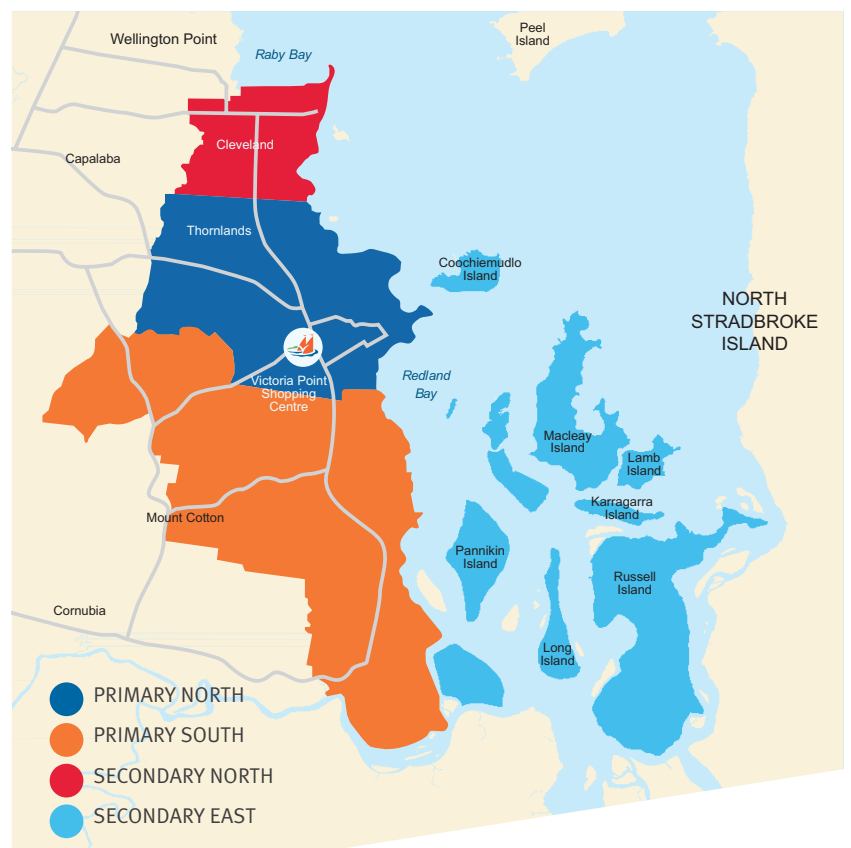 Peel
Island
Wellington Point
Raby Bay
Cleveland
Capalaba
Thornlands
Coochiemudlo
Island
NORTH
STRADBROKE
ISLAND
Victoria Point
Shopping
Centre
Redland
Bay
Macleay
Island
Lamb
Island
Karragarra
Island
Mount Cotton
Pannikin
Island
Russell
Island
Cornubia
Long
Island
PRIMARY NORTH
PRIMARY SOUTH
SECONDARY NORTH
SECONDARY EAST